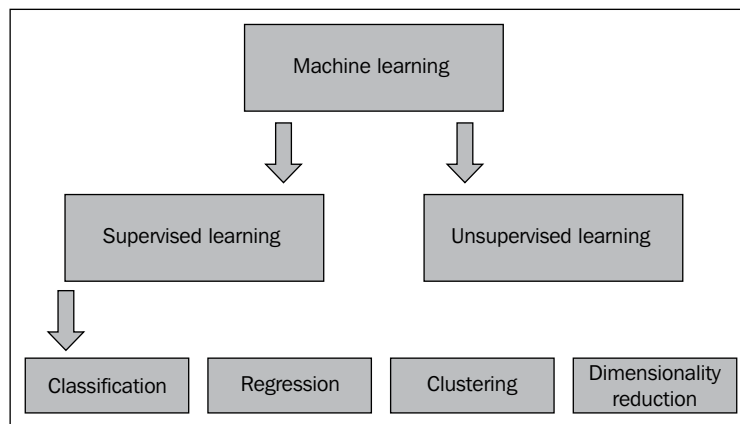 Machine learning
Supervised learning
Unsupervised learning
Classification
Regression
Clustering
Dimensionality
reduction